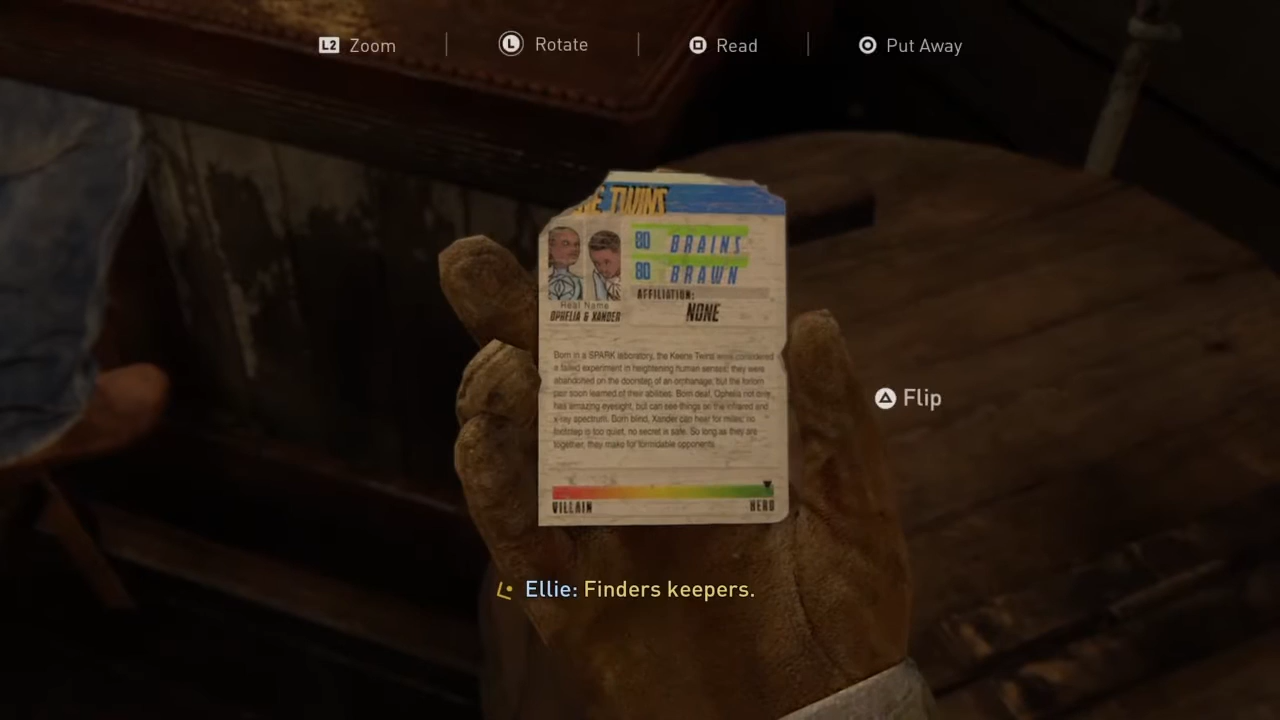 L2 Zoom
L Rotate
Read
Put Away
E TWINS
80 BRAINS
80 BRAWN
AFFILIATION:
NONE
Real Name
OPHELIA & XANDER
Born in a SPARK laboratory, the Keene Twins were considered
a failed experiment in heightening human senses; they were
abandoned on the doorstep of an orphanage, but the forlorn
pair soon learned of their abilities. Born deaf, Ophelia not only
has amazing eyesight, but can see things on the infrared and
x-ray spectrum. Born blind, Xander can hear for miles; no
footstep is too quiet, no secret is safe. So long as they are
together, they make for formidable opponents.
VILLAIN
HERO
Flip
Ellie: Finders keepers.